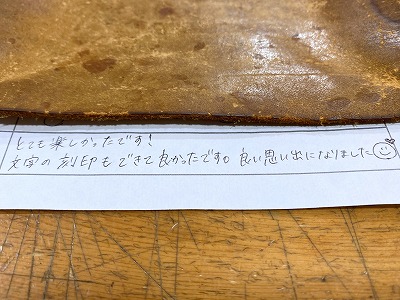 とても楽しかったです!
文字の刻印もできて良かったです。良い思い出になりました